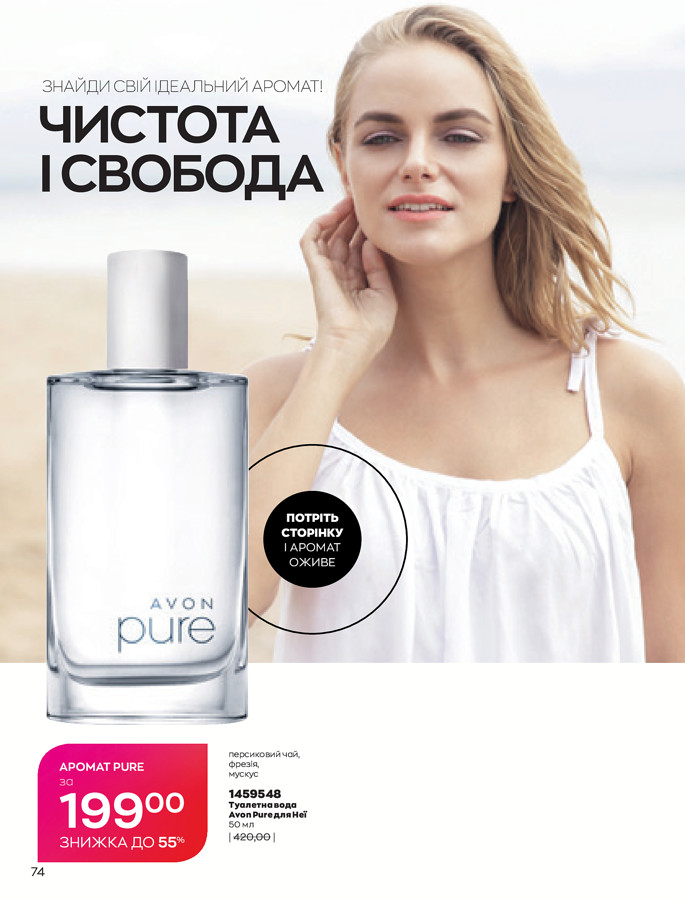 ЗНАЙДИ СВІЙ ІДЕАЛЬНИЙ АРОМАТ!
ЧИСТОТА
І СВОБОДА
ПОТРІТЬ
СТОРІНКУ
І АРОМАТ
ОЖИВЕ
AVON
pure
АРОМАТ PURE
за
199⁰⁰
ЗНИЖКА ДО 55%
персиковий чай,
фрезія,
мускус
1459548
Туалетна вода
Avon Pure для Неї
50 мл
| 420,00 |
74